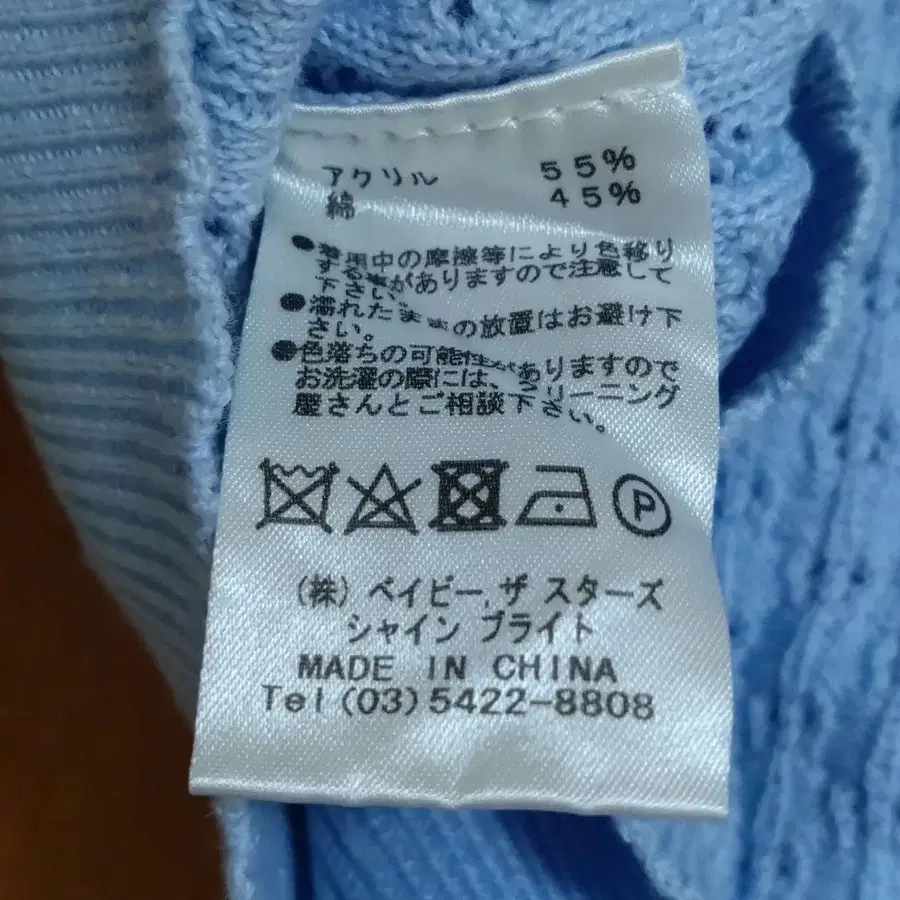 アクリル 55%
綿 45%
●着用中の摩擦等により色移り
する事がありますので注意して
下さい。
●濡れたままの放置はお避け下
さい。
●色落ちの可能性がありますので
お洗濯の際には、クリーニング
屋さんとご相談下さい。
P
(株) ベイビー,ザ スターズ
シャイン ブライト
MADE IN CHINA
Tel (03) 5422-8808